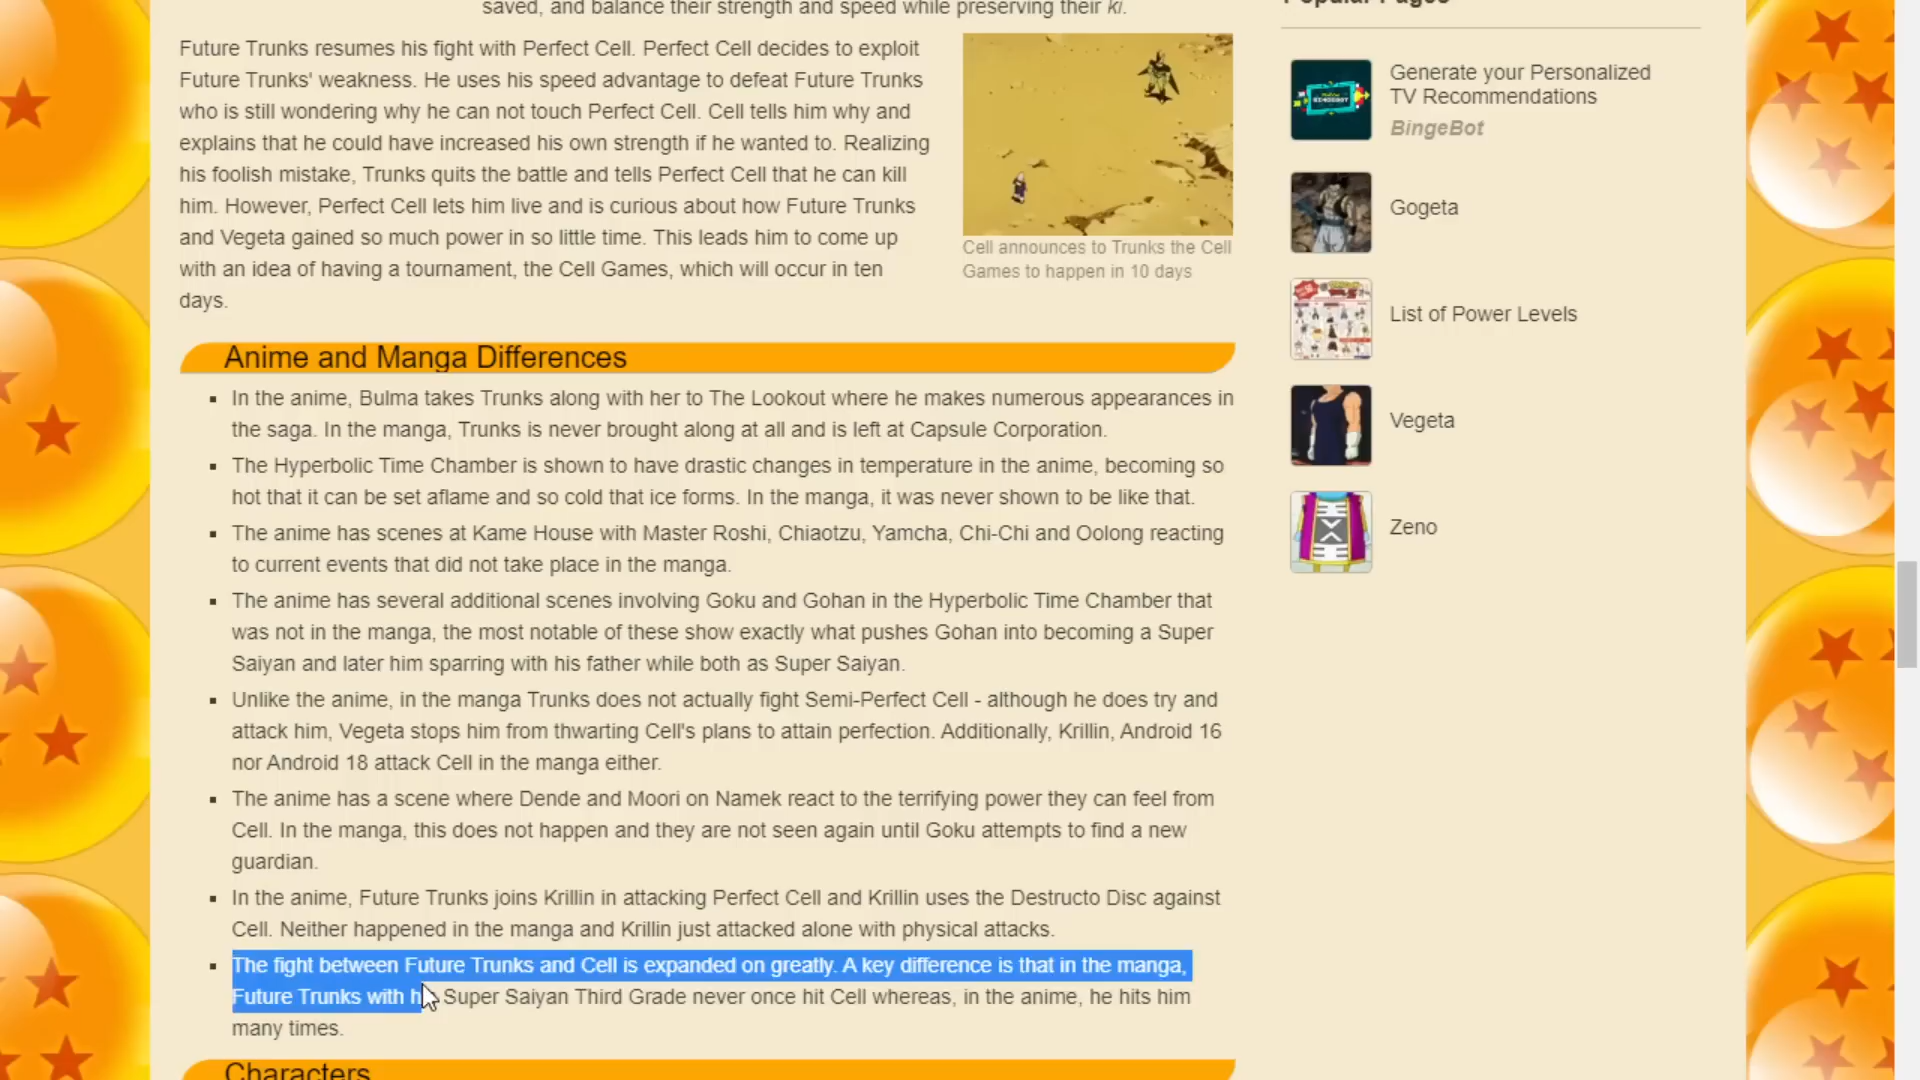 saved, and balance their strength and speed while preserving their ki.
Future Trunks resumes his fight with Perfect Cell. Perfect Cell decides to exploit
Future Trunks' weakness. He uses his speed advantage to defeat Future Trunks
who is still wondering why he can not touch Perfect Cell. Cell tells him why and
explains that he could have increased his own strength if he wanted to. Realizing
his foolish mistake, Trunks quits the battle and tells Perfect Cell that he can kill
him. However, Perfect Cell lets him live and is curious about how Future Trunks
and Vegeta gained so much power in so little time. This leads him to come up
with an idea of having a tournament, the Cell Games, which will occur in ten
days.
Cell announces to Trunks the Cell
Games to happen in 10 days
Anime and Manga Differences
▪ In the anime, Bulma takes Trunks along with her to The Lookout where he makes numerous appearances in
the saga. In the manga, Trunks is never brought along at all and is left at Capsule Corporation.
▪ The Hyperbolic Time Chamber is shown to have drastic changes in temperature in the anime, becoming so
hot that it can be set aflame and so cold that ice forms. In the manga, it was never shown to be like that.
▪ The anime has scenes at Kame House with Master Roshi, Chiaotzu, Yamcha, Chi-Chi and Oolong reacting
to current events that did not take place in the manga.
▪ The anime has several additional scenes involving Goku and Gohan in the Hyperbolic Time Chamber that
was not in the manga, the most notable of these show exactly what pushes Gohan into becoming a Super
Saiyan and later him sparring with his father while both as Super Saiyan.
▪ Unlike the anime, in the manga Trunks does not actually fight Semi-Perfect Cell - although he does try and
attack him, Vegeta stops him from thwarting Cell's plans to attain perfection. Additionally, Krillin, Android 16
nor Android 18 attack Cell in the manga either.
▪ The anime has a scene where Dende and Moori on Namek react to the terrifying power they can feel from
Cell. In the manga, this does not happen and they are not seen again until Goku attempts to find a new
guardian.
▪ In the anime, Future Trunks joins Krillin in attacking Perfect Cell and Krillin uses the Destructo Disc against
Cell. Neither happened in the manga and Krillin just attacked alone with physical attacks.
▪ The fight between Future Trunks and Cell is expanded on greatly. A key difference is that in the manga,
Future Trunks with Super Saiyan Third Grade never once hit Cell whereas, in the anime, he hits him
many times.
Characters
Popular Pages
Generate your Personalized
TV Recommendations
BingeBot
Gogeta
List of Power Levels
Vegeta
Zeno